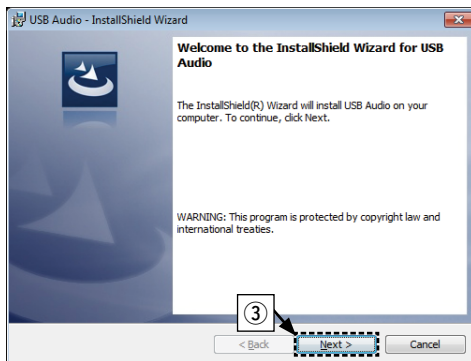 USB Audio - InstallShield Wizard
Welcome to the InstallShield Wizard for USB
Audio
The InstallShield(R) Wizard will install USB Audio on your
computer. To continue, click Next.
WARNING: This program is protected by copyright law and
international treaties.
③
< Back Next > Cancel